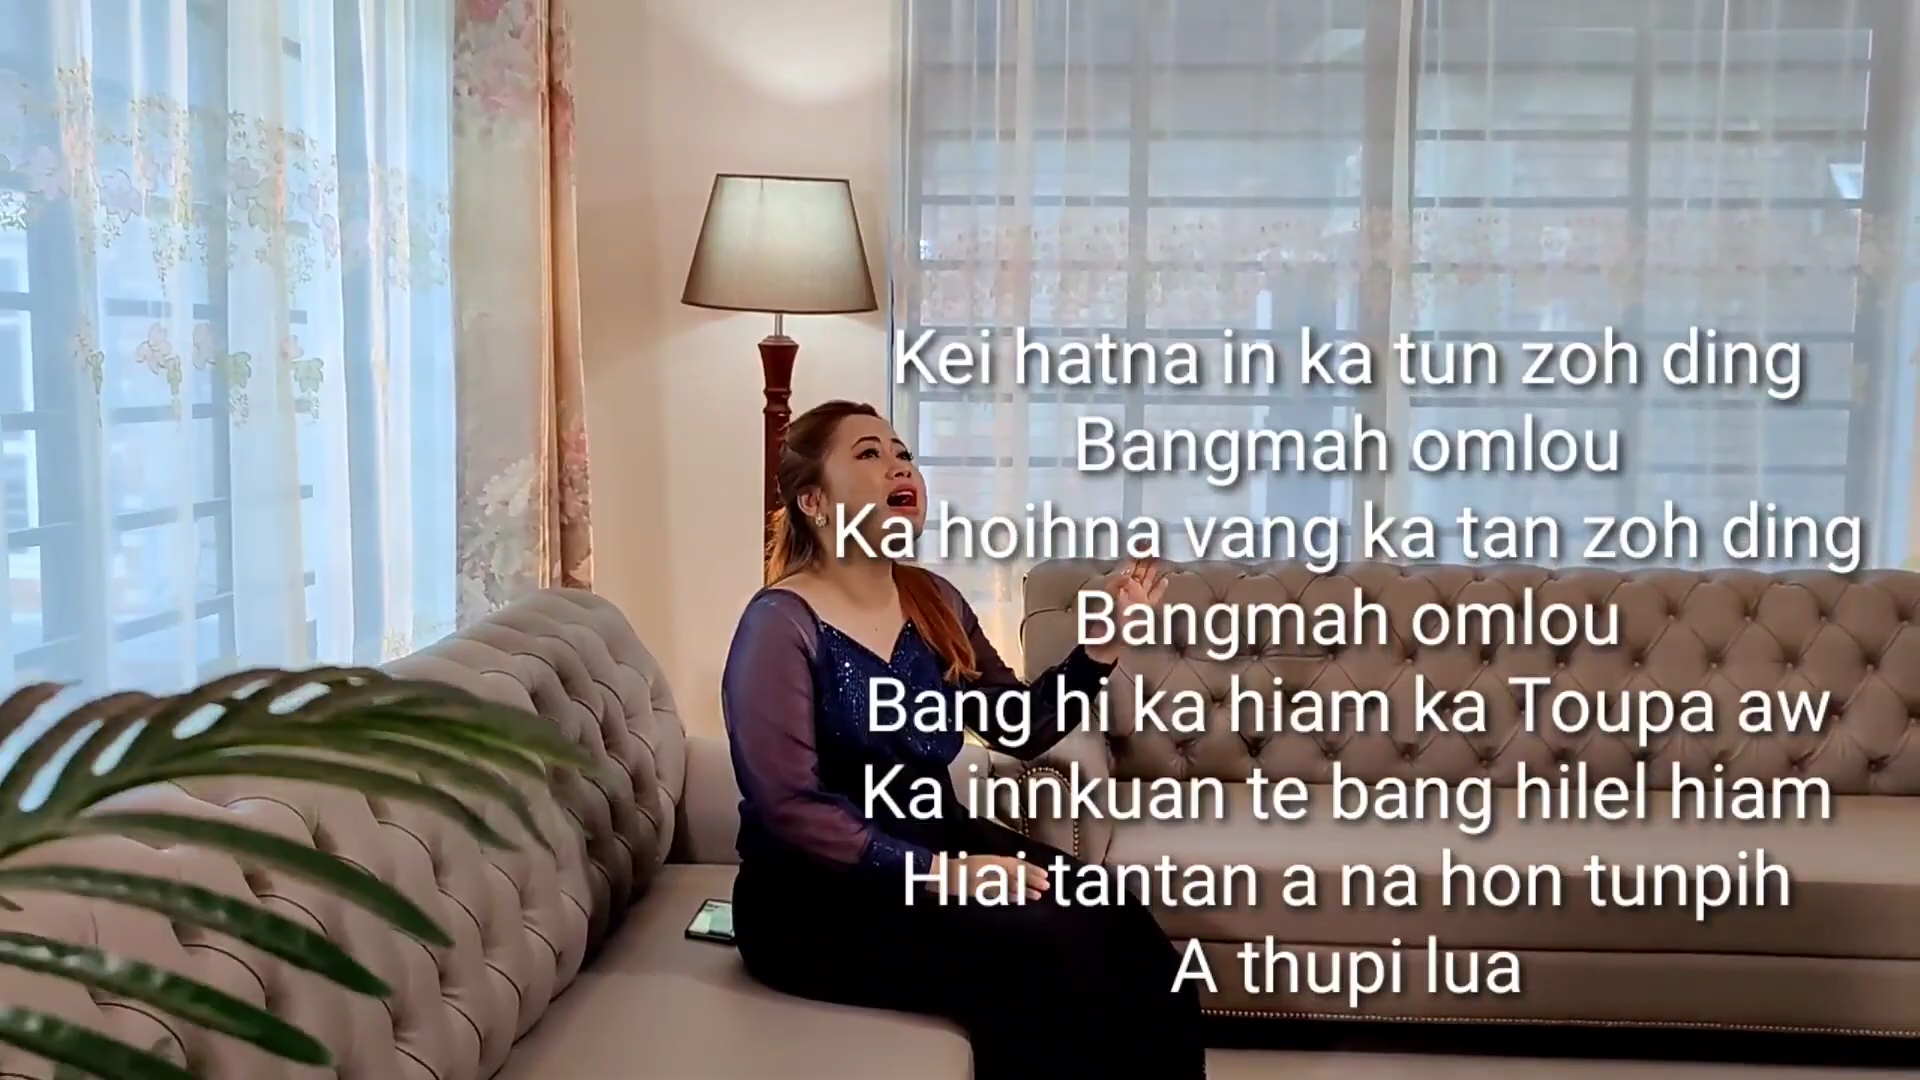 Kei hatna in ka tun zoh ding
Bangmah omlou
Ka hoihna vang ka tan zoh ding
Bangmah omlou
Bang hi ka hiam ka Toupa aw
Ka innkuan te bang hilel hiam
Hiai tantan a na hon tunpih
A thupi lua